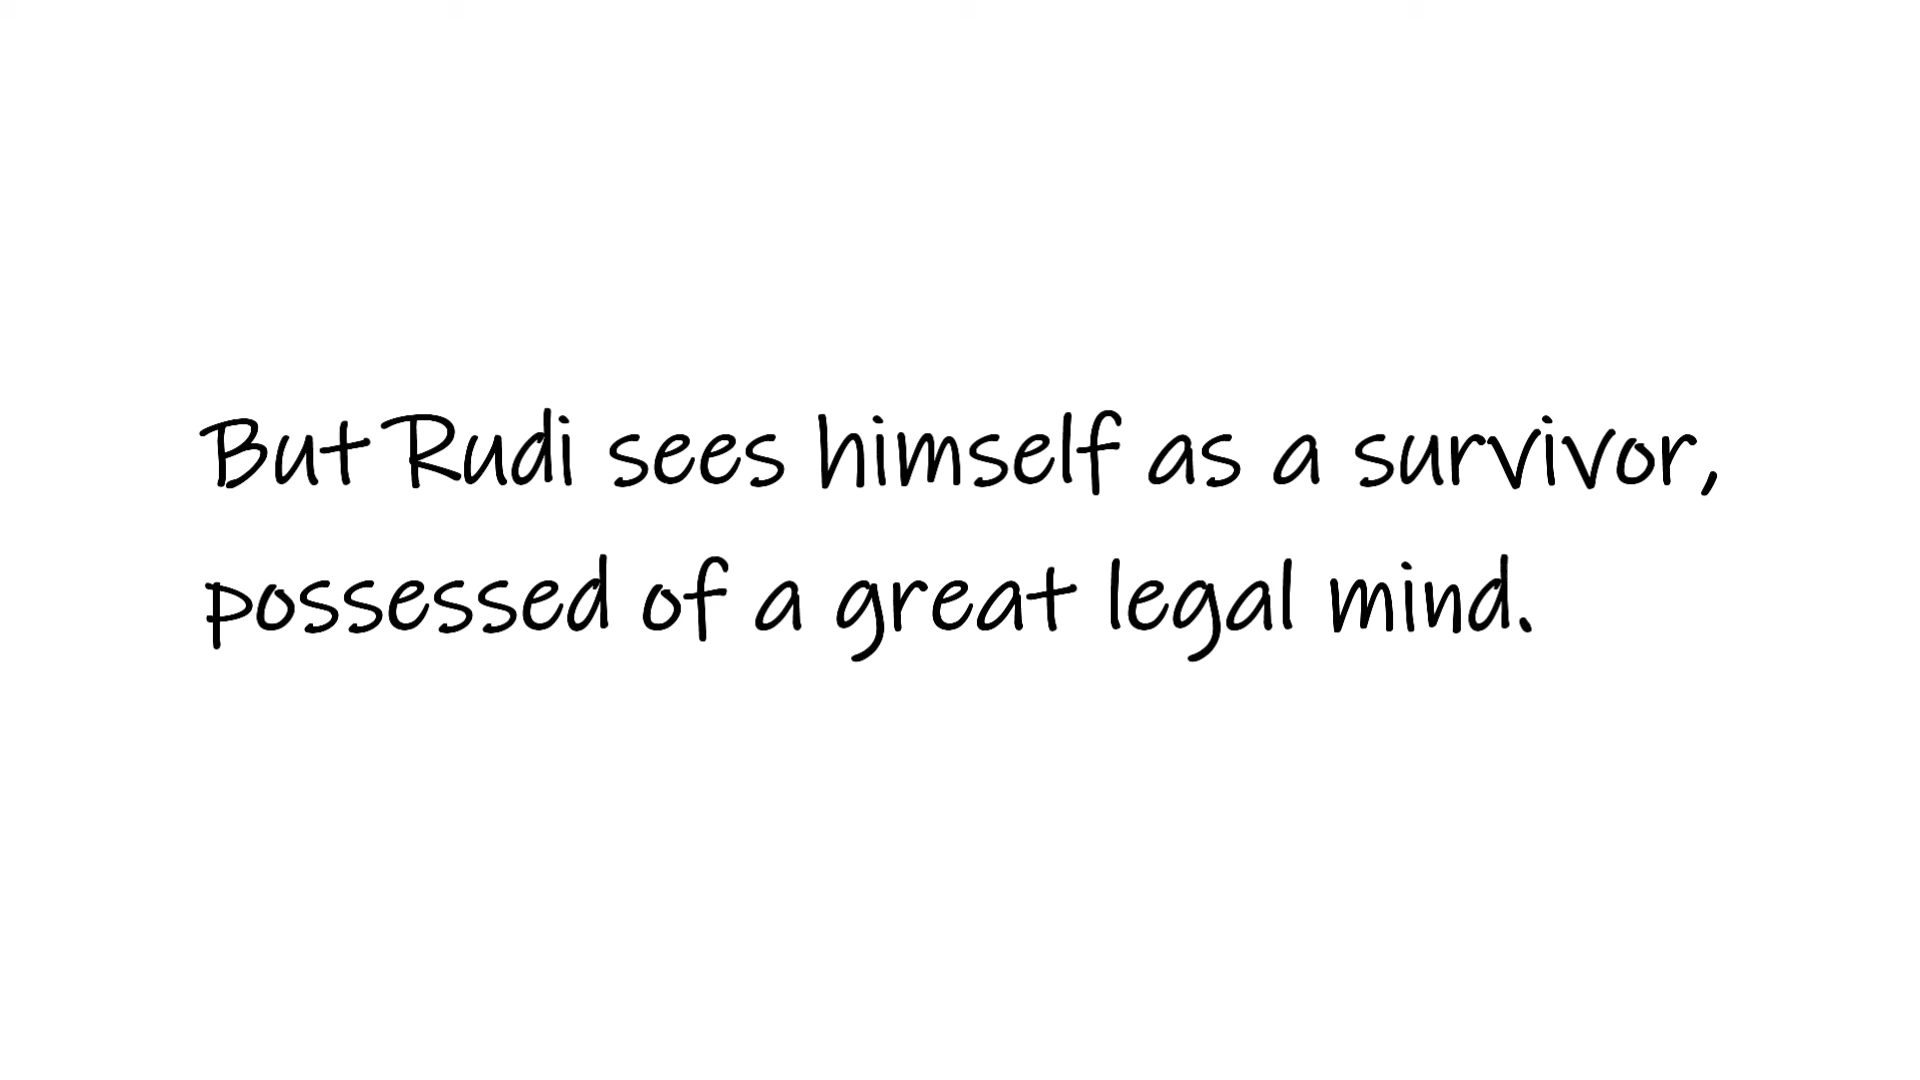 But Rudi sees himself as a survivor,
possessed of a great legal mind.